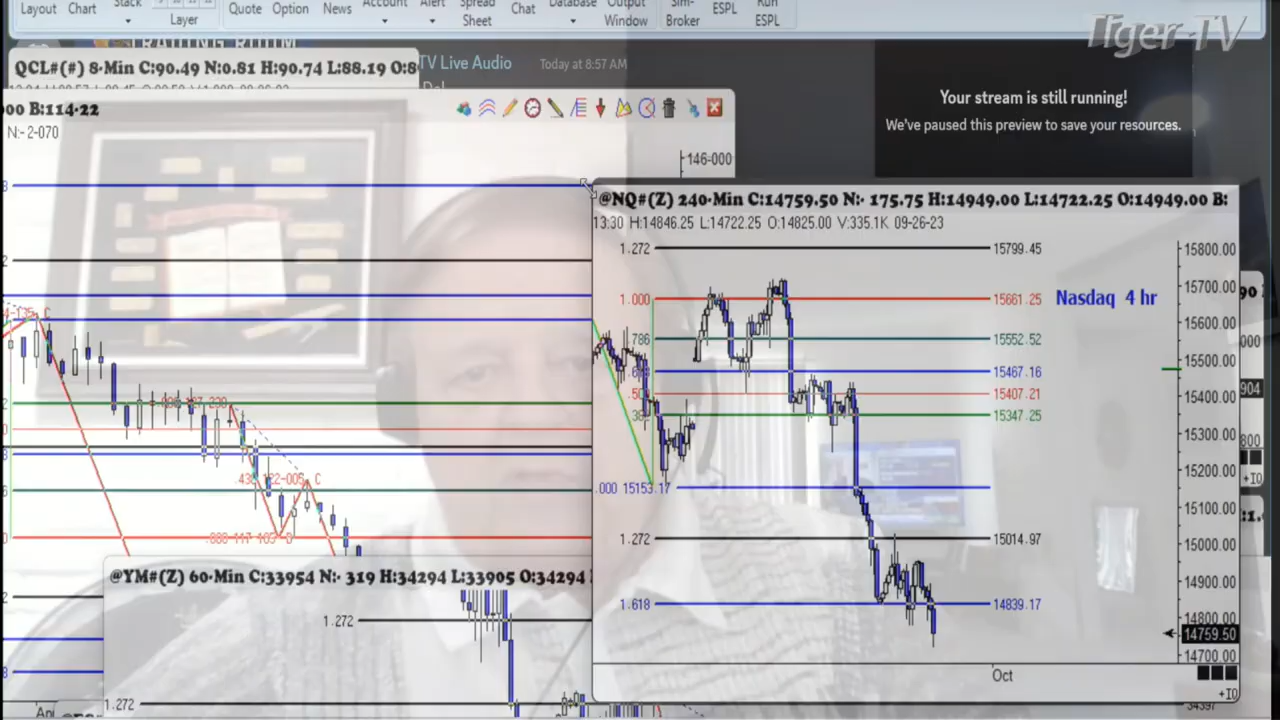 Layout Chart Stack Layer Quote Option News Account Alert Spread Sheet Chat Database Output Window Sim-Broker ESPL Run ESPL
Tiger-TV
TRADING ROOM
TV Live Audio Today at 8:57 AM
QCL#(#) 8-Min C:90.49 N:0.81 H:90.74 L:88.19
Your stream is still running!
We've paused this preview to save your resources.
000 B:114-22
N:-2-070
146-000
@NQ#(Z) 240-Min C:14759.50 N:- 175.75 H:14949.00 L:14722.25 O:14949.00 B:
13:30 H:14846.25 L:14722.25 O:14825.00 V:335.1K 09-26-23
1.272 15799.45 15800.00
15700.00
1.000 15661.25 Nasdaq 4 hr
15600.00
786 15552.52
15500.00
15467.16
15407.21 15400.00
15347.25
15300.00
15200.00
.000 15153.17
15100.00
1.272 15014.97 15000.00
14900.00
1.618 14839.17
14800.00
14759.50
14700.00
Oct
+IO
@YM#(Z) 60-Min C:33954 N:- 319 H:34294 L:33905 O:34294
1.272
1.272